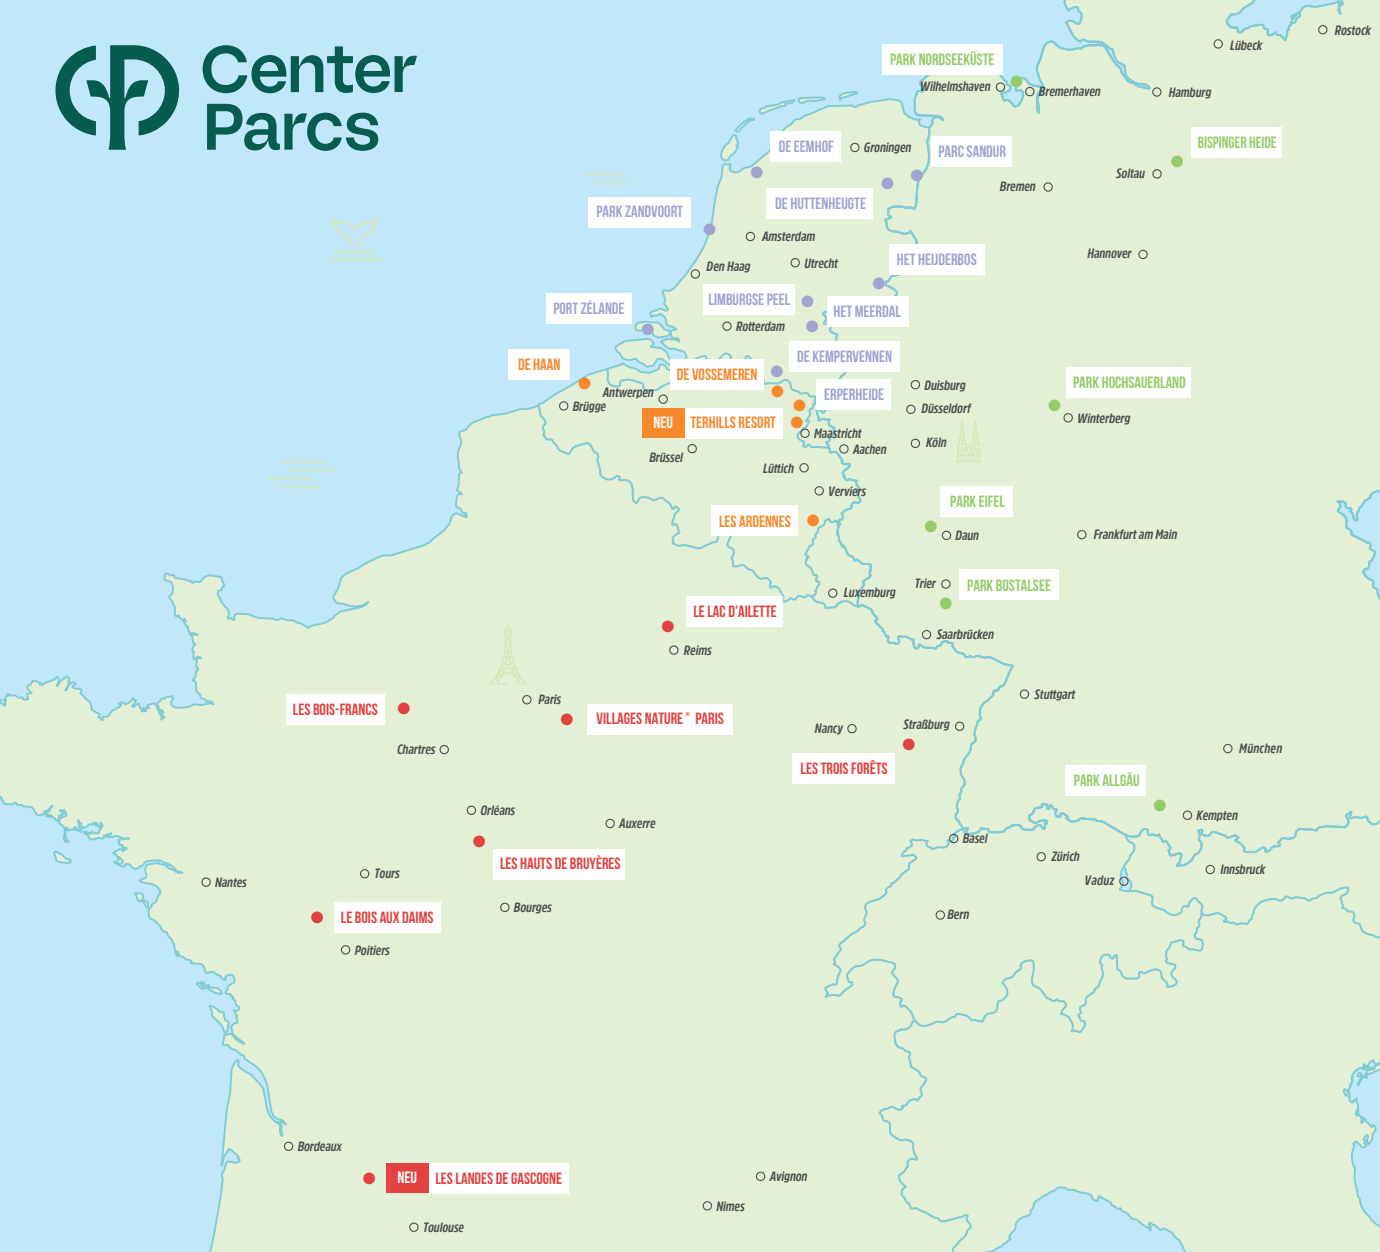 Center
Parcs
Rostock
Lübeck
PARK NORDSEEKÜSTE
Wilhelmshaven
Bremerhaven
Hamburg
BISPINGER HEIDE
DE EEMHOF
Groningen
PARC SANDUR
Soltau
Bremen
DE HUTTENHEUGTE
PARK ZANDVOORT
Amsterdam
Hannover
HET HEIJDERBOS
Den Haag
Utrecht
LIMBURGSE PEEL
PORT ZÉLANDE
HET MEERDAL
Rotterdam
DE KEMPERVENNEN
DE HAAN
DE VOSSEMEREN
PARK HOCHSAUERLAND
Duisburg
Antwerpen
ERPERHEIDE
Brügge
Düsseldorf
Winterberg
NEU TERHILLS RESORT
Maastricht
Köln
Aachen
Brüssel
Lüttich
Verviers
PARK EIFEL
LES ARDENNES
Daun
Frankfurt am Main
Trier
PARK BOSTALSEE
Luxemburg
LE LAC D'AILETTE
Saarbrücken
Reims
Stuttgart
Paris
LES BOIS-FRANCS
VILLAGES NATURE® PARIS
Straßburg
Nancy
Chartres
München
LES TROIS FORÊTS
PARK ALLGÄU
Orléans
Kempten
Auxerre
Basel
Zürich
LES HAUTS DE BRUYÈRES
Innsbruck
Tours
Vaduz
Nantes
Bourges
Bern
LE BOIS AUX DAIMS
Poitiers
Bordeaux
NEU LES LANDES DE GASCOGNE
Avignon
Nimes
Toulouse